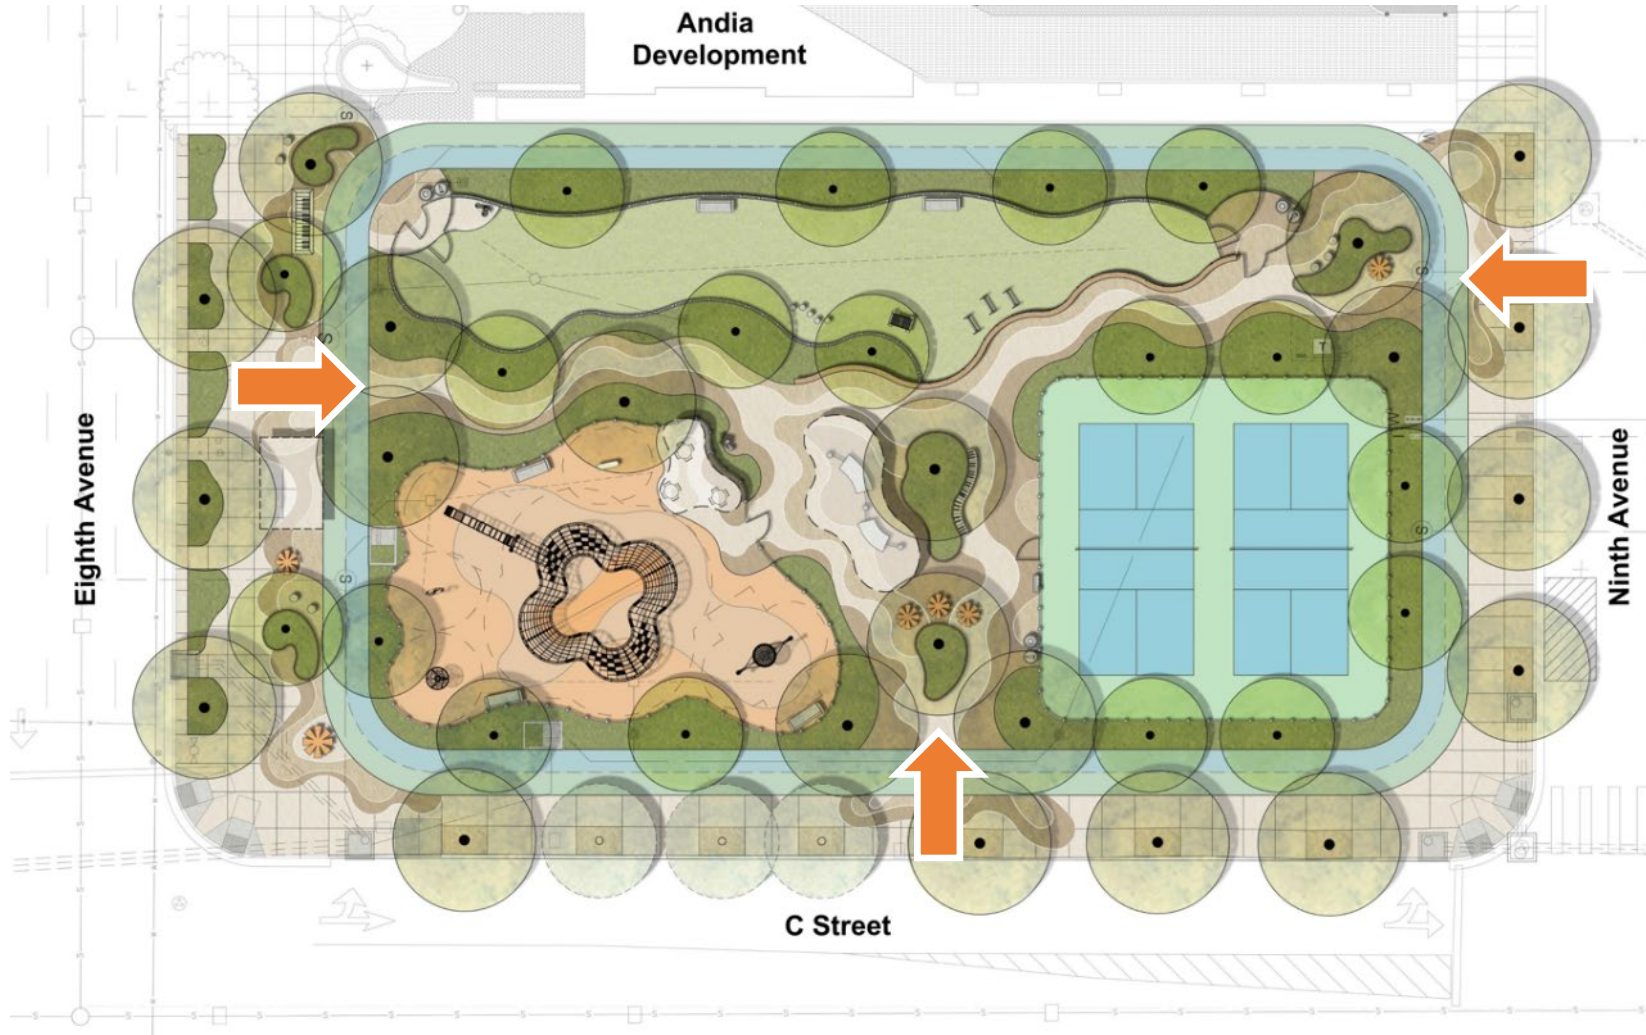 Andia
Development
Eighth Avenue
Ninth Avenue
T
C Street